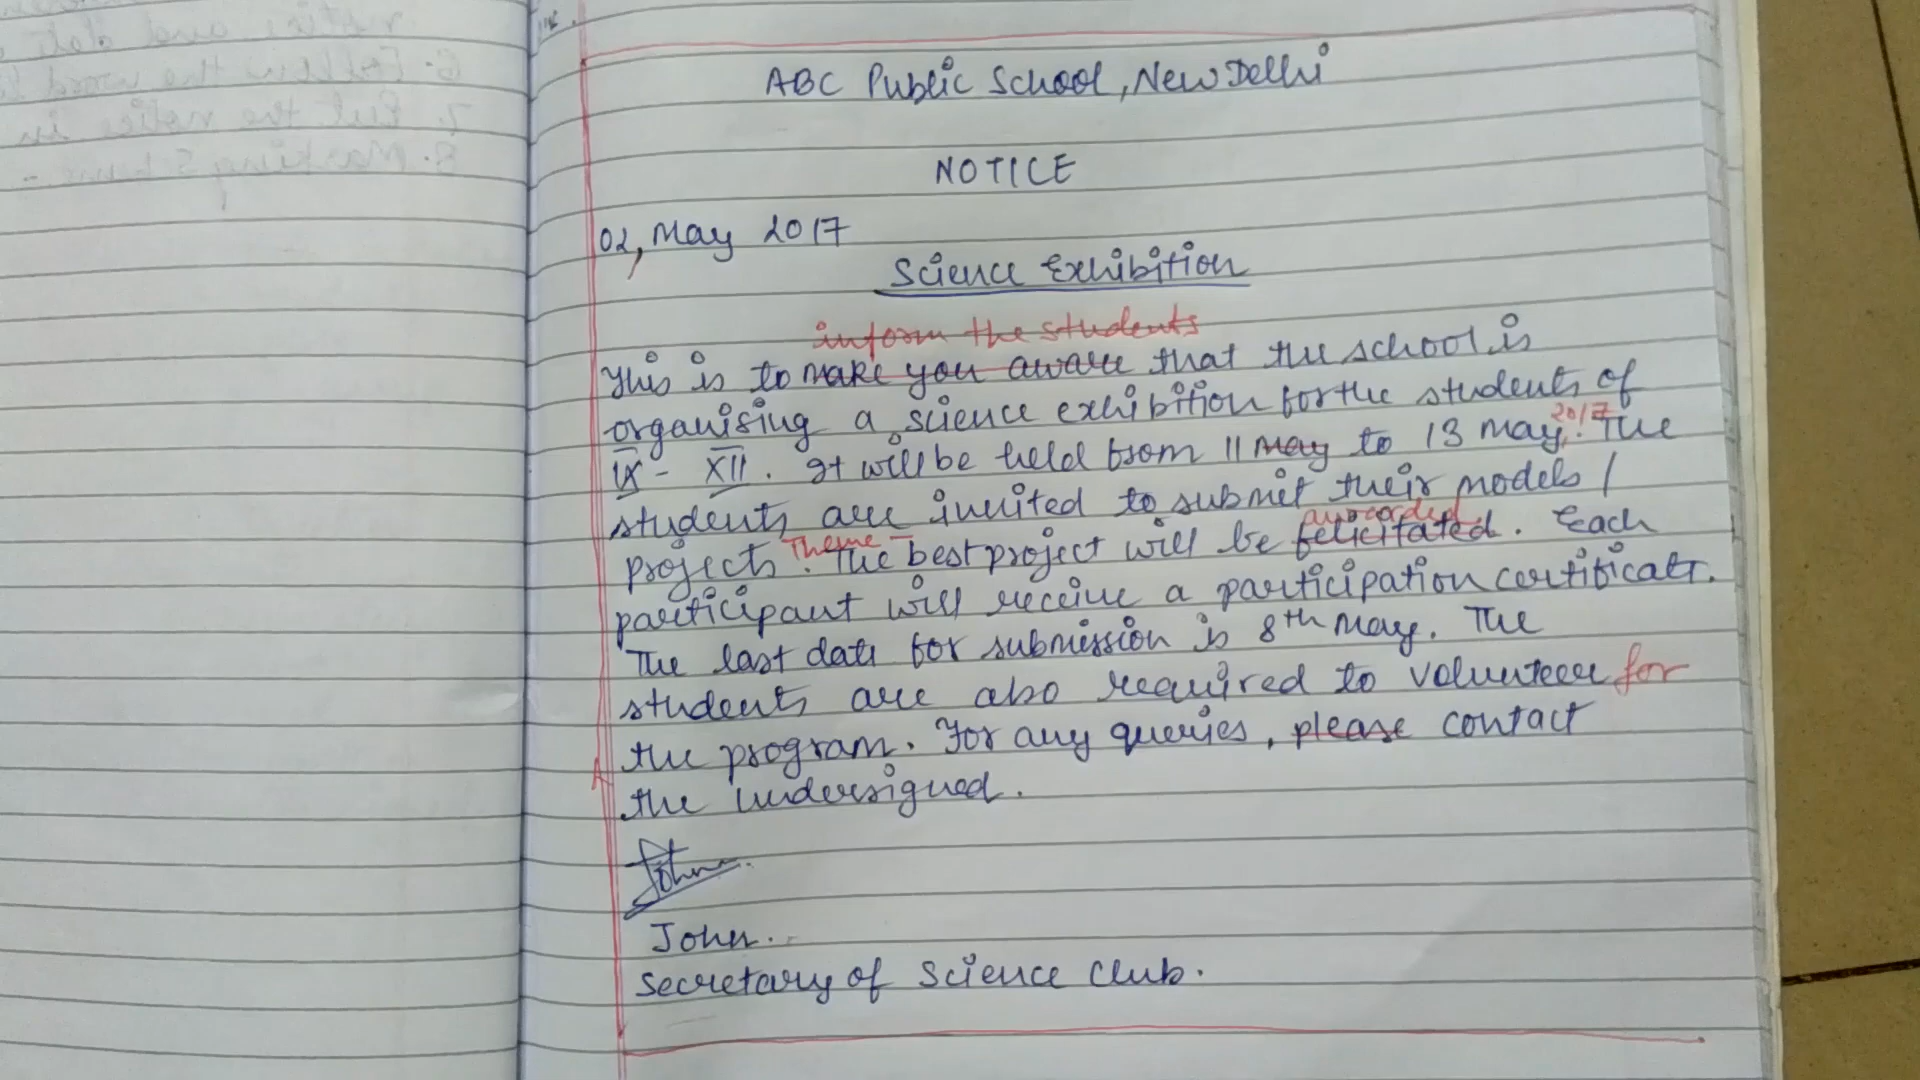 ABC Public School, New Delhi
NOTICE
02, May 2017
Science Exhibition
inform the students
This is to make you aware that the school is
organising a science exhibition for the students of
2017
IX - XII. It will be held from 11 May to 13 May. The
students are invited to submit their models /
awarded
projects. Theme - The best project will be felicitated. Each
participant will receive a participation certificate.
The last date for submission is 8th May. The
students are also required to volunteer for
the program. For any queries, please contact
the undersigned.
John
John.
Secretary of Science Club.